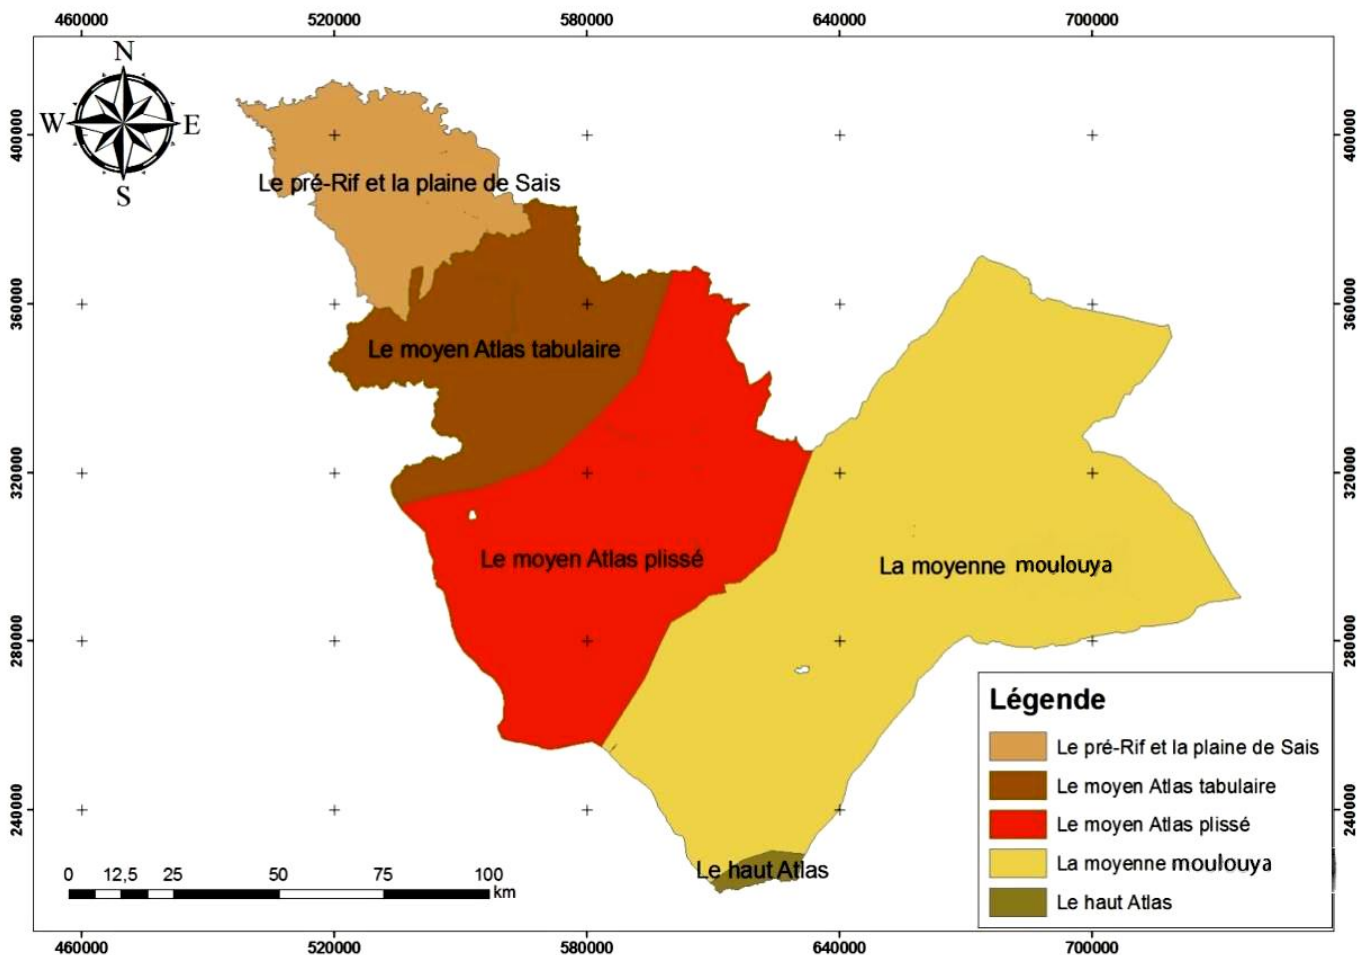 460000 520000 580000 640000 700000
N
W E
S
400000 400000
Le pré-Rif et la plaine de Sais
360000 360000
Le moyen Atlas tabulaire
320000 320000
Le moyen Atlas plissé
La moyenne moulouya
280000 280000
Légende
Le pré-Rif et la plaine de Sais
Le moyen Atlas tabulaire
Le moyen Atlas plissé
La moyenne moulouya
Le haut Atlas
240000 240000
Le haut Atlas
0 12,5 25 50 75 100
km
460000 520000 580000 640000 700000